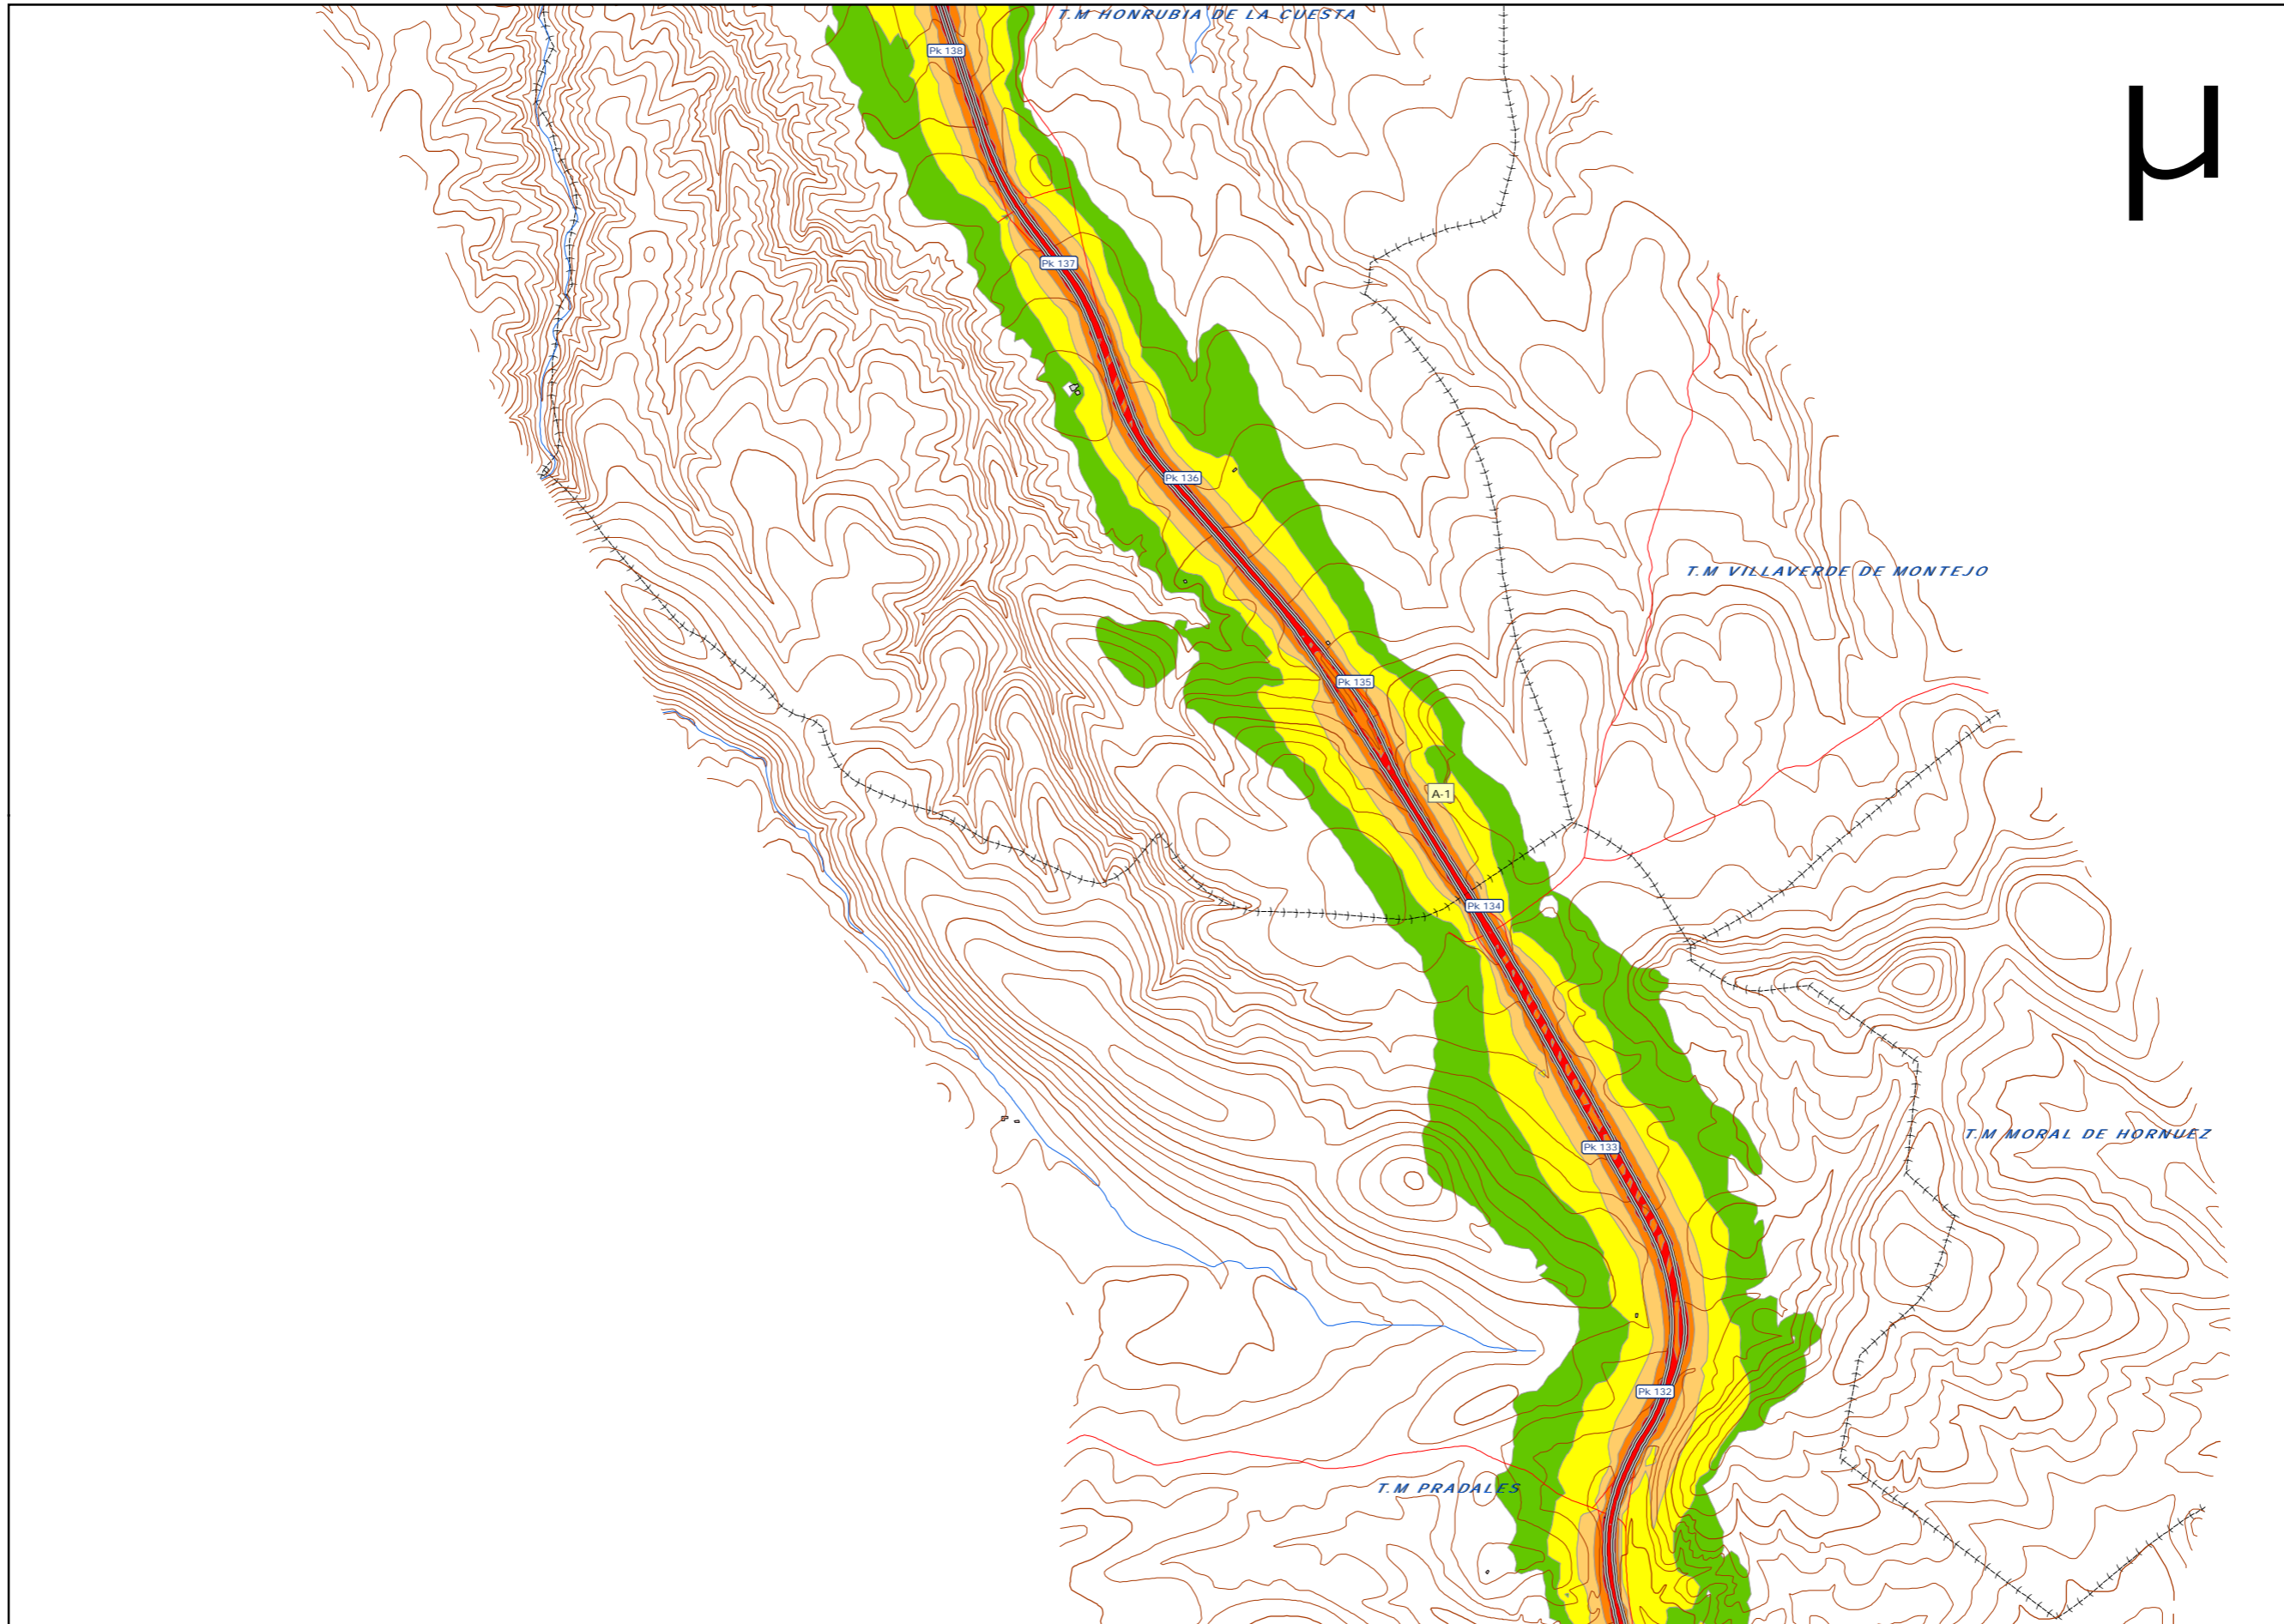 T.M HONRUBIA DE LA CUESTA
Pk 138
µ
Pk 137
Pk 136
T.M VILLAVERDE DE MONTEJO
Pk 135
A-1
Pk 134
T.M MORAL DE HORNUEZ
Pk 133
Pk 132
T.M PRADALES